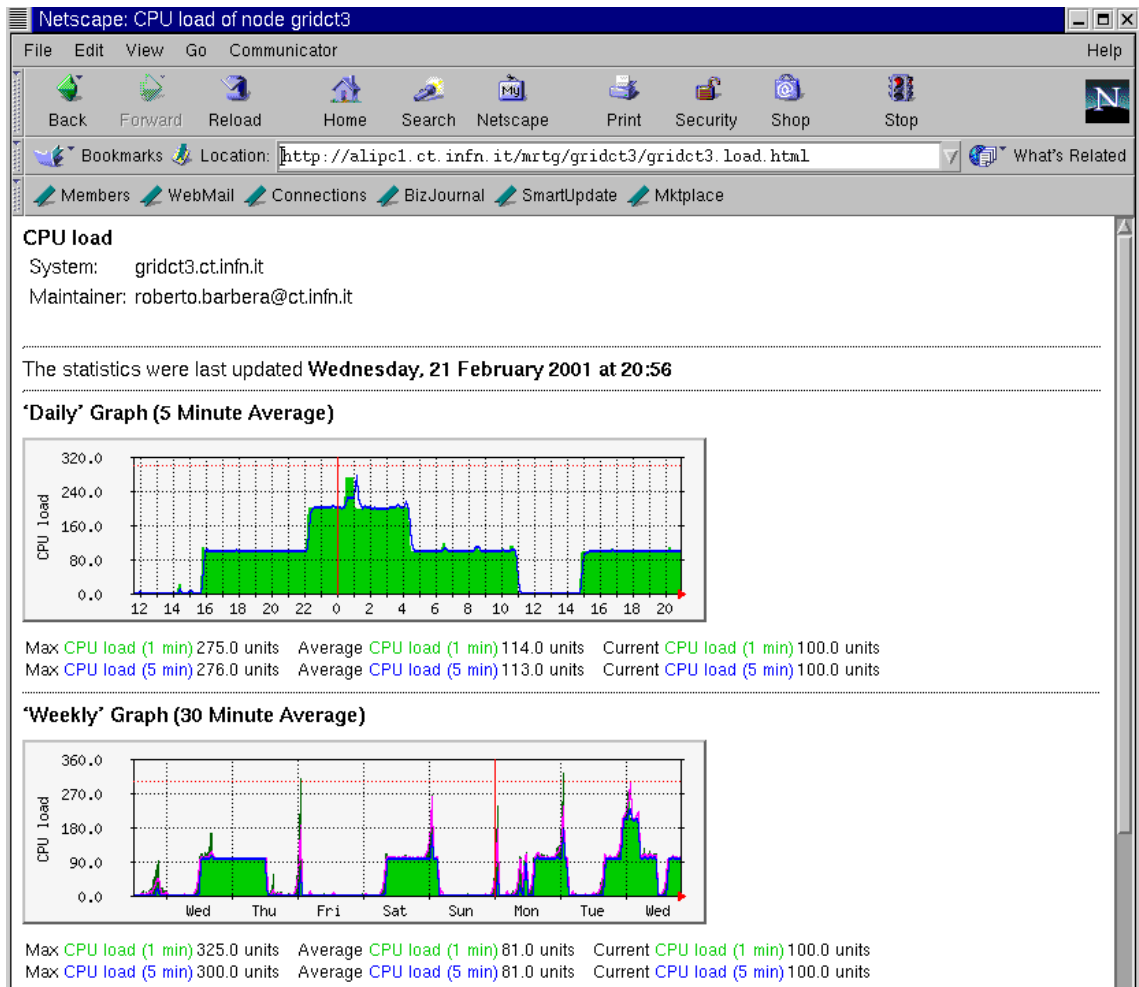 Netscape: CPU load of node gridct3
File Edit View Go Communicator Help
Back Forward Reload Home Search Netscape Print Security Shop Stop
My
N
Bookmarks Location: http://alipc1.ct.infn.it/mrtg/gridct3/gridct3.load.html What's Related
Members WebMail Connections BizJournal SmartUpdate Mktplace
CPU load
System: gridct3.ct.infn.it
Maintainer: roberto.barbera@ct.infn.it
The statistics were last updated Wednesday, 21 February 2001 at 20:56
‘Daily’ Graph (5 Minute Average)
CPU load
320.0
240.0
160.0
80.0
0.0
12 14 16 18 20 22 0 2 4 6 8 10 12 14 16 18 20
Max CPU load (1 min) 275.0 units Average CPU load (1 min) 114.0 units Current CPU load (1 min) 100.0 units
Max CPU load (5 min) 276.0 units Average CPU load (5 min) 113.0 units Current CPU load (5 min) 100.0 units
‘Weekly’ Graph (30 Minute Average)
CPU load
360.0
270.0
180.0
90.0
0.0
Wed Thu Fri Sat Sun Mon Tue Wed
Max CPU load (1 min) 325.0 units Average CPU load (1 min) 81.0 units Current CPU load (1 min) 100.0 units
Max CPU load (5 min) 300.0 units Average CPU load (5 min) 81.0 units Current CPU load (5 min) 100.0 units